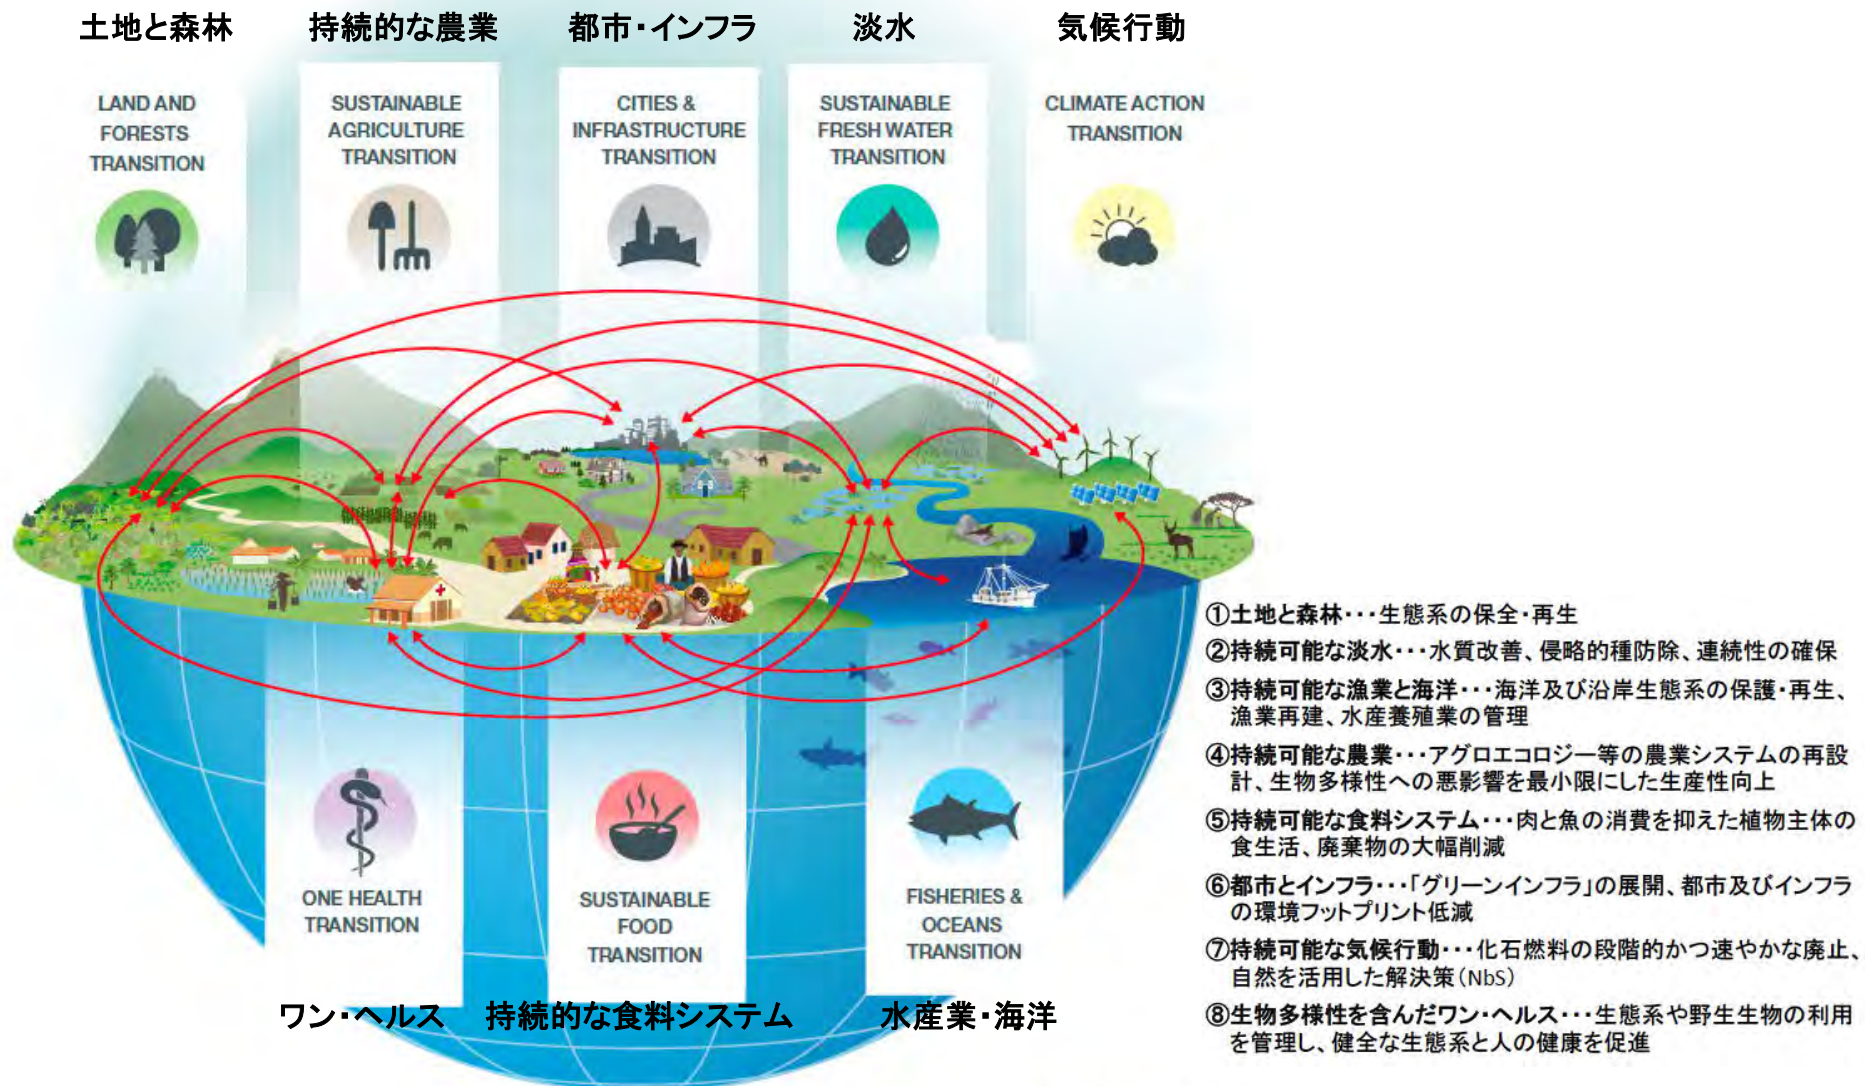 土地と森林
持続的な農業
都市・インフラ
淡水
気候行動
LAND AND
FORESTS
TRANSITION
SUSTAINABLE
AGRICULTURE
TRANSITION
CITIES &
INFRASTRUCTURE
TRANSITION
SUSTAINABLE
FRESH WATER
TRANSITION
CLIMATE ACTION
TRANSITION
ONE HEALTH
TRANSITION
SUSTAINABLE
FOOD
TRANSITION
FISHERIES &
OCEANS
TRANSITION
ワン・ヘルス
持続的な食料システム
水産業・海洋
①土地と森林・・・生態系の保全・再生
②持続可能な淡水・・・水質改善、侵略的種防除、連続性の確保
③持続可能な漁業と海洋・・・海洋及び沿岸生態系の保護・再生、
漁業再建、水産養殖業の管理
④持続可能な農業・・・アグロエコロジー等の農業システムの再設
計、生物多様性への悪影響を最小限にした生産性向上
⑤持続可能な食料システム・・・肉と魚の消費を抑えた植物主体の
食生活、廃棄物の大幅削減
⑥都市とインフラ・・・「グリーンインフラ」の展開、都市及びインフラ
の環境フットプリント低減
⑦持続可能な気候行動・・・化石燃料の段階的かつ速やかな廃止、
自然を活用した解決策(NbS)
⑧生物多様性を含んだワン・ヘルス・・・生態系や野生生物の利用
を管理し、健全な生態系と人の健康を促進